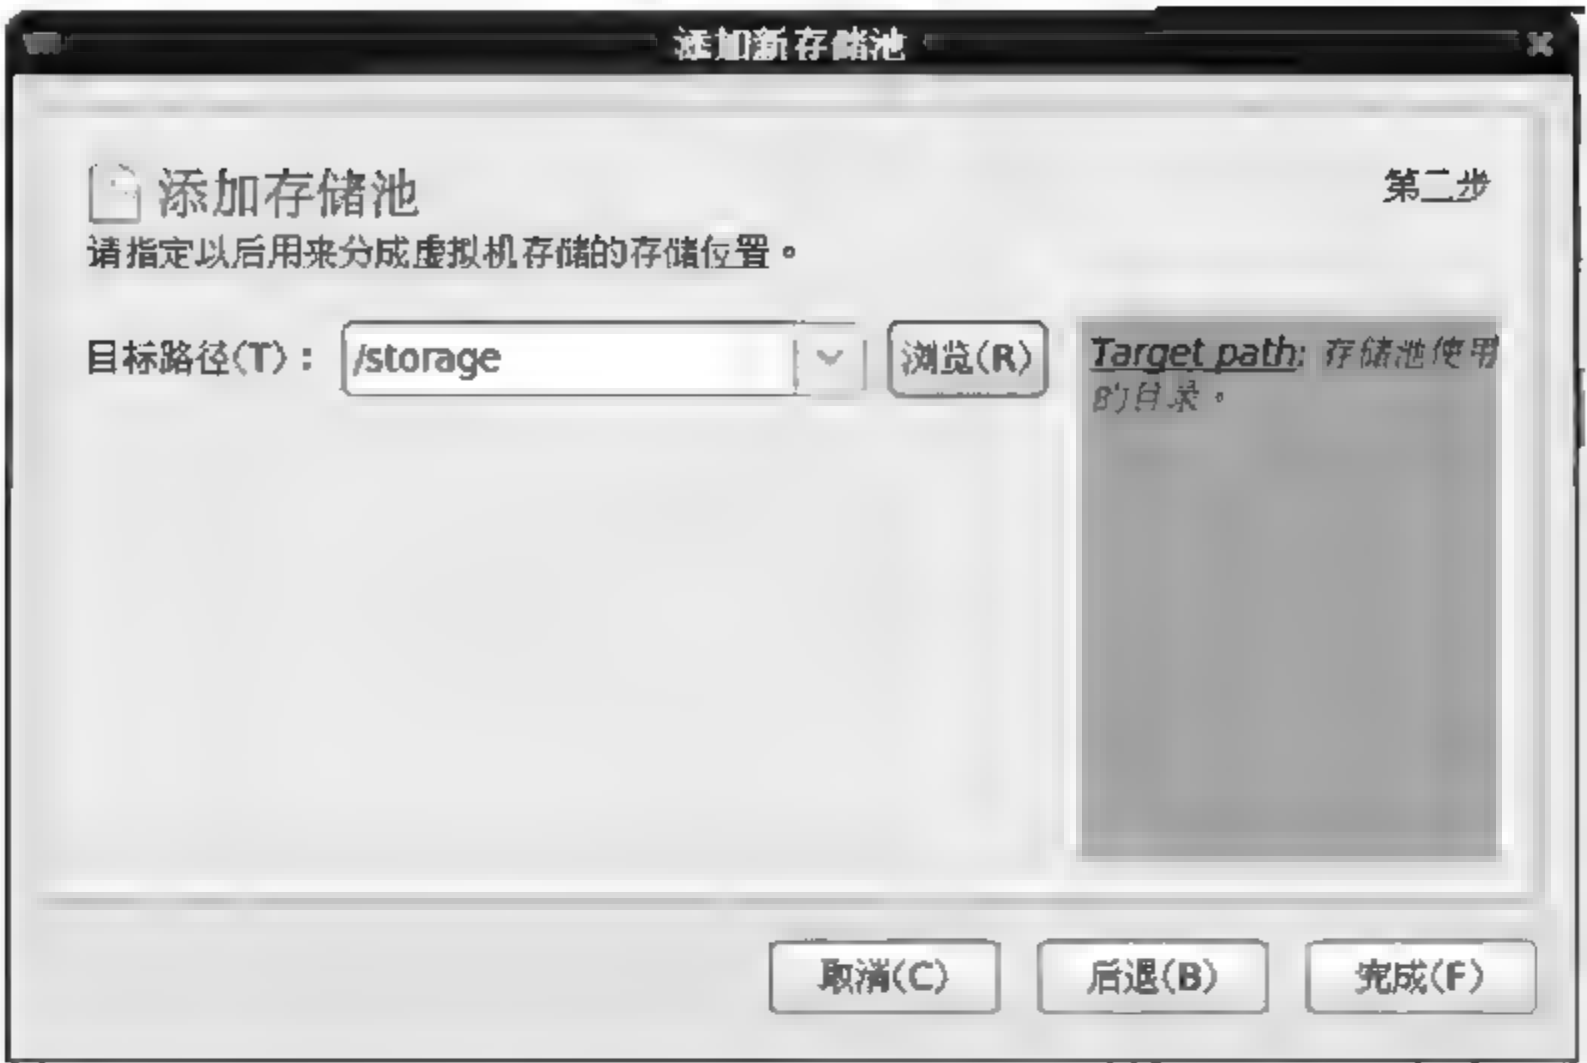 添加新存储池
添加存储池
第二步
请指定以后用来分成虚拟机存储的存储位置。
目标路径(T)：
/storage
浏览(R)
Target path: 存储池使用
的目录。
取消(C)
后退(B)
完成(F)